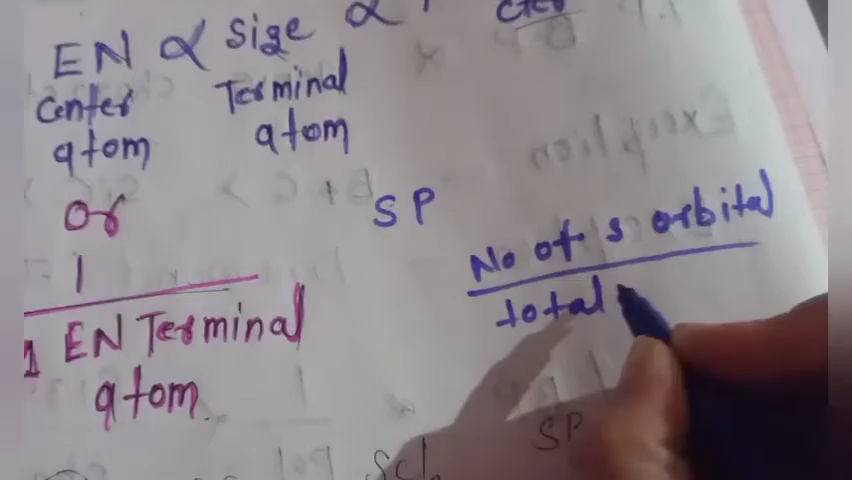 EN ∝ Size ∝
center Terminal
atom atom
or
1
EN Terminal
atom
SP
No of s orbital
total
SP